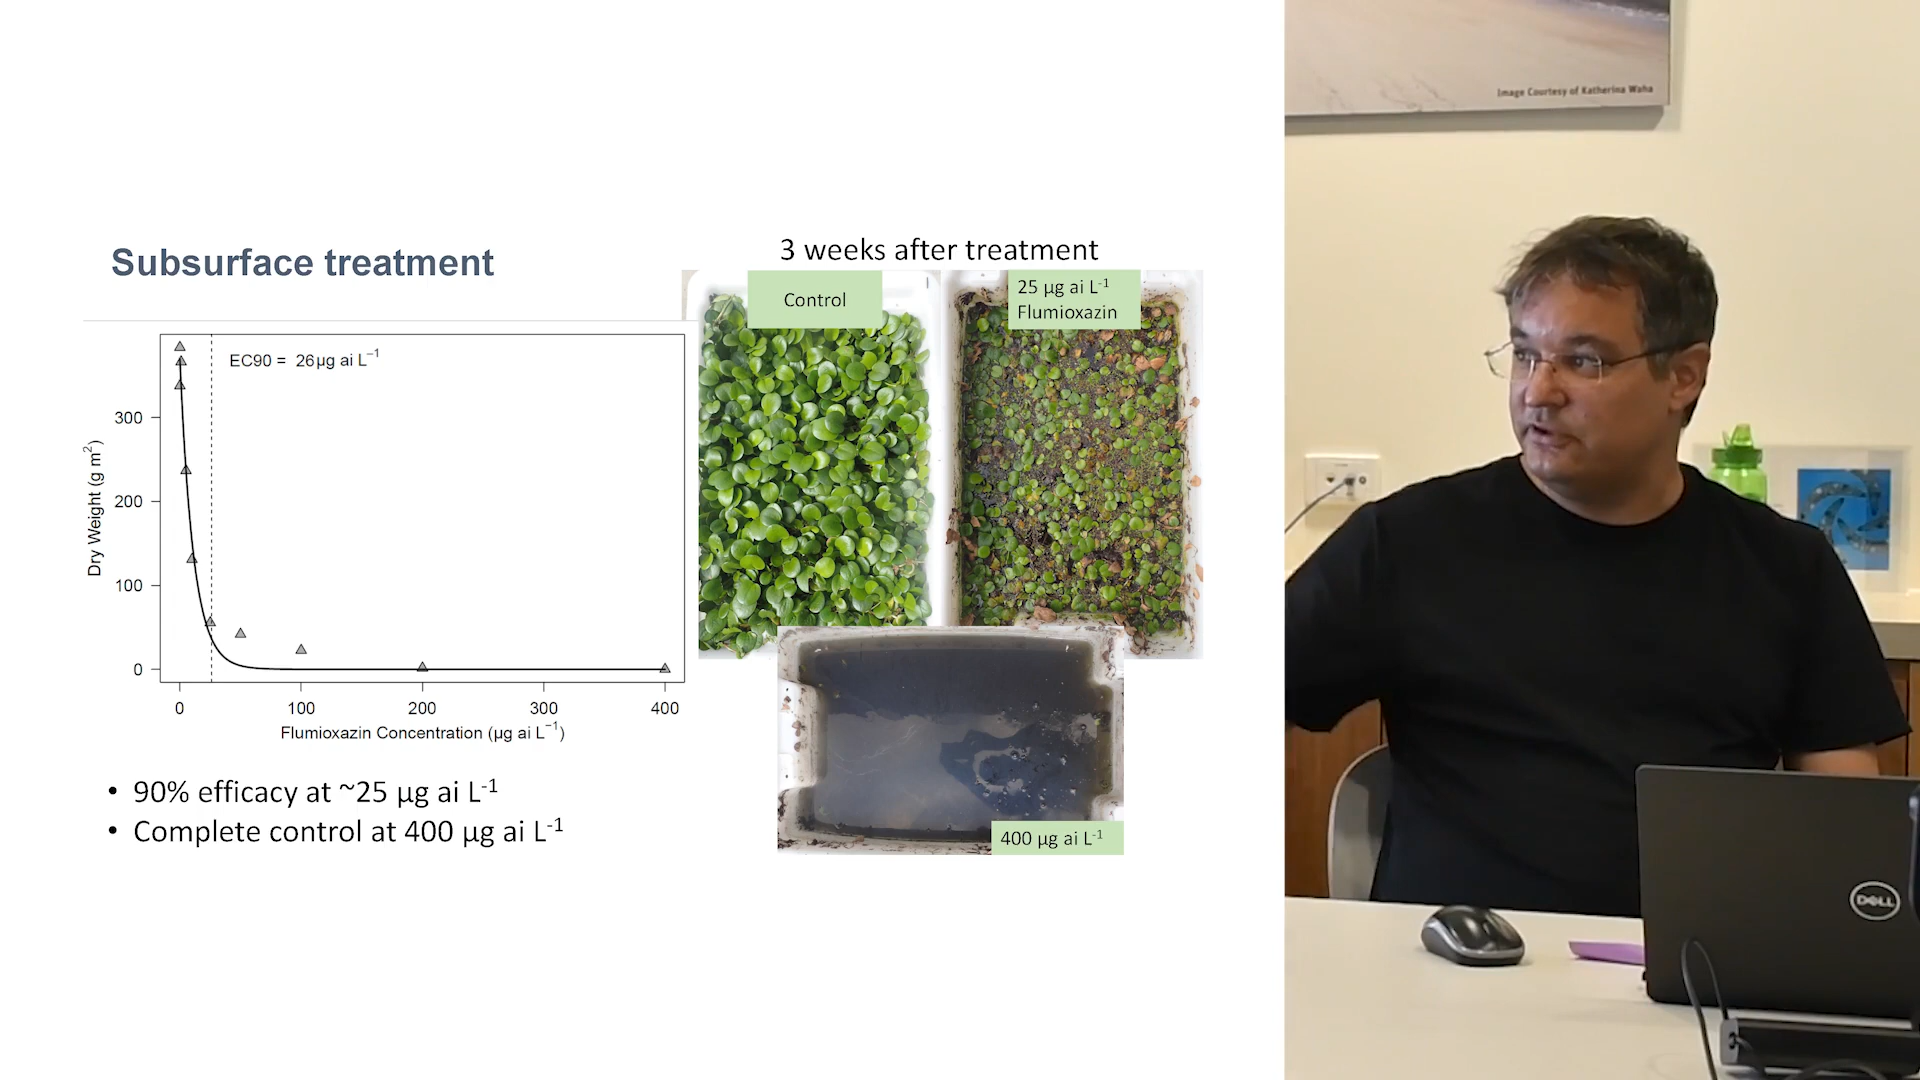 Subsurface treatment
EC90 = 26µg ai L⁻¹
Dry Weight (g m²)
300
200
100
0
0 100 200 300 400
Flumioxazin Concentration (µg ai L⁻¹)
• 90% efficacy at ~25 µg ai L⁻¹
• Complete control at 400 µg ai L⁻¹
3 weeks after treatment
Control
25 µg ai L⁻¹
Flumioxazin
400 µg ai L⁻¹
Image Courtesy of Katherina Waha
DELL